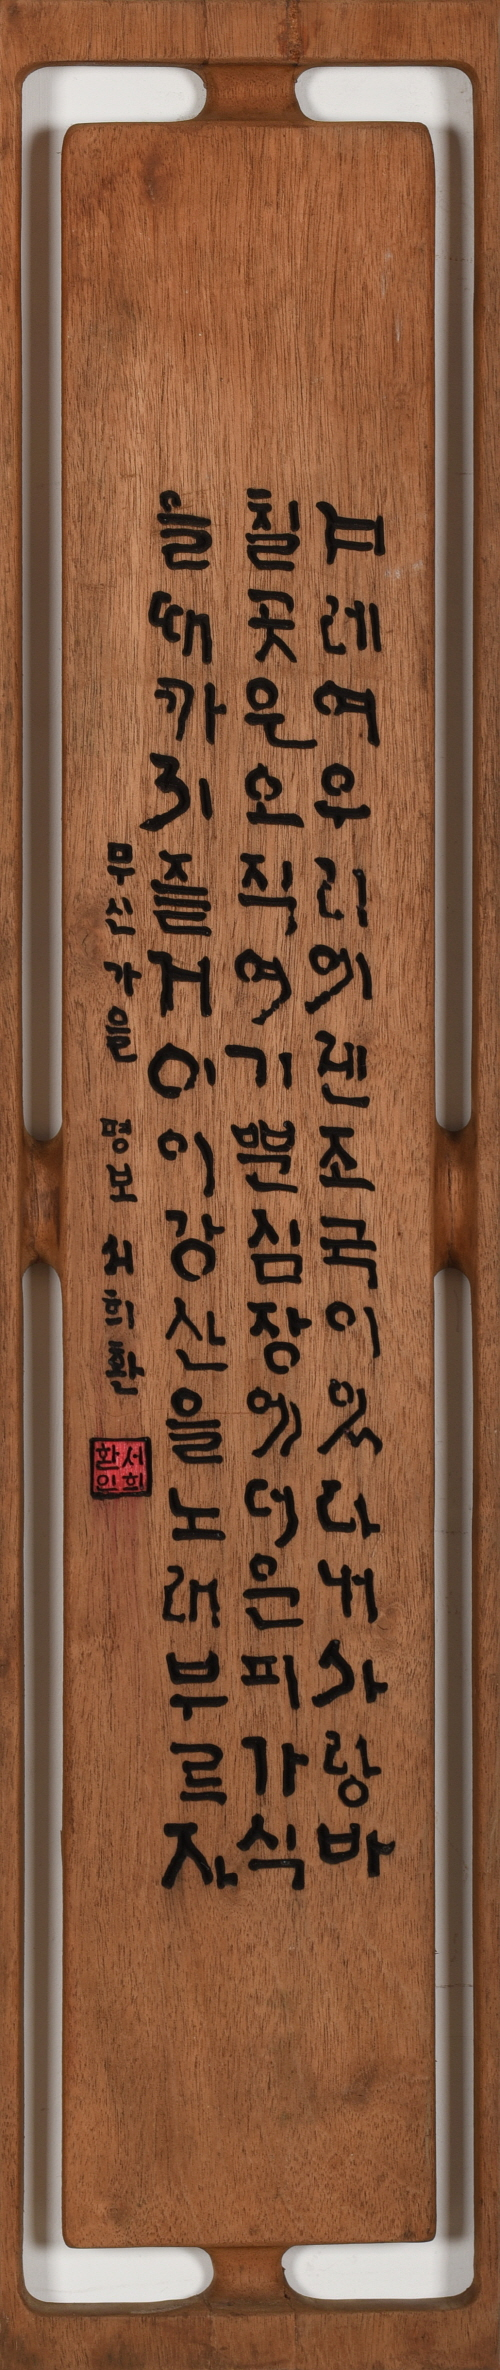 겨레여우리에겐조국이있다내사랑바
칠곳은오직여기뿐심장에더운피가식
을때까지즐거이이강산을노래부르자
무신가을 명보 최희환
서희환인